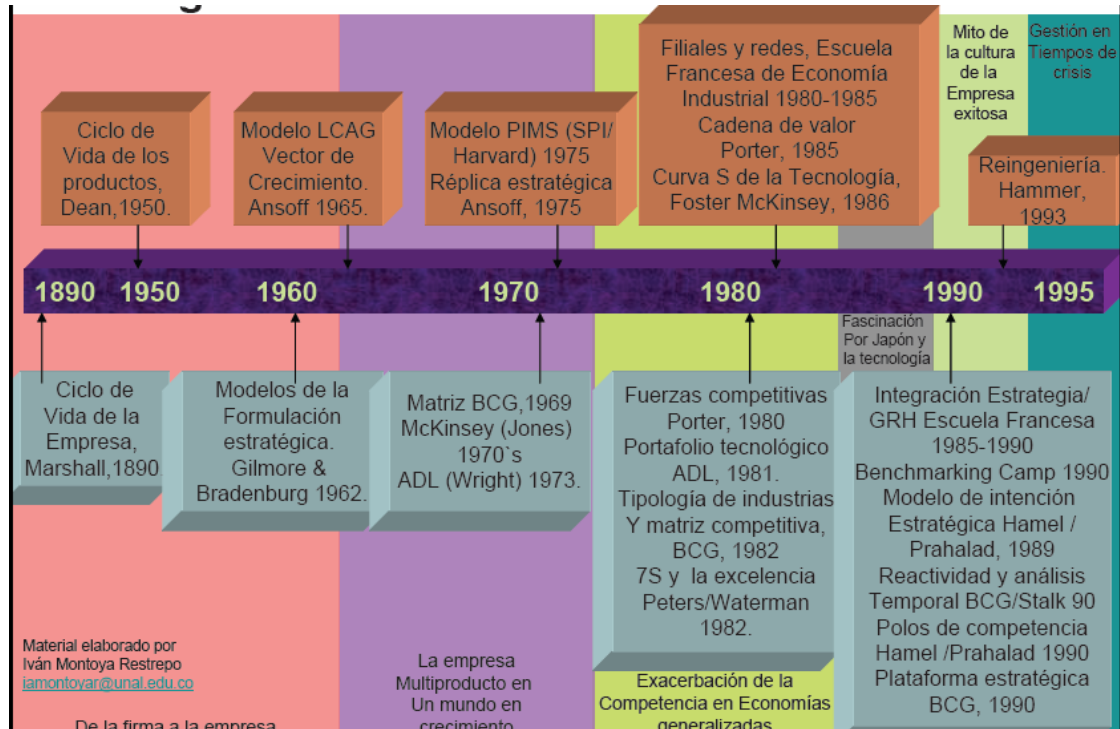 Ciclo de
Vida de los
productos,
Dean,1950.
Modelo LCAG
Vector de
Crecimiento.
Ansoff 1965.
Modelo PIMS (SPI/
Harvard) 1975
Réplica estratégica
Ansoff, 1975
Filiales y redes, Escuela
Francesa de Economía
Industrial 1980-1985
Cadena de valor
Porter, 1985
Curva S de la Tecnología,
Foster McKinsey, 1986
Mito de
la cultura
de la
Empresa
exitosa
Gestión en
Tiempos de
crisis
Reingeniería.
Hammer,
1993
1890 1950 1960 1970 1980 1990 1995
Fascinación
Por Japón y
la tecnología
Ciclo de
Vida de la
Empresa,
Marshall,1890.
Modelos de la
Formulación
estratégica.
Gilmore &
Bradenburg 1962.
Matriz BCG,1969
McKinsey (Jones)
1970`s
ADL (Wright) 1973.
Fuerzas competitivas
Porter, 1980
Portafolio tecnológico
ADL, 1981.
Tipología de industrias
Y matriz competitiva,
BCG, 1982
7S y la excelencia
Peters/Waterman
1982.
Integración Estrategia/
GRH Escuela Francesa
1985-1990
Benchmarking Camp 1990
Modelo de intención
Estratégica Hamel /
Prahalad, 1989
Reactividad y análisis
Temporal BCG/Stalk 90
Polos de competencia
Hamel /Prahalad 1990
Plataforma estratégica
BCG, 1990
Material elaborado por
Iván Montoya Restrepo
iamontoyar@unal.edu.co
De la firma a la empresa
La empresa
Multiproducto en
Un mundo en
crecimiento
Exacerbación de la
Competencia en Economías
generalizadas